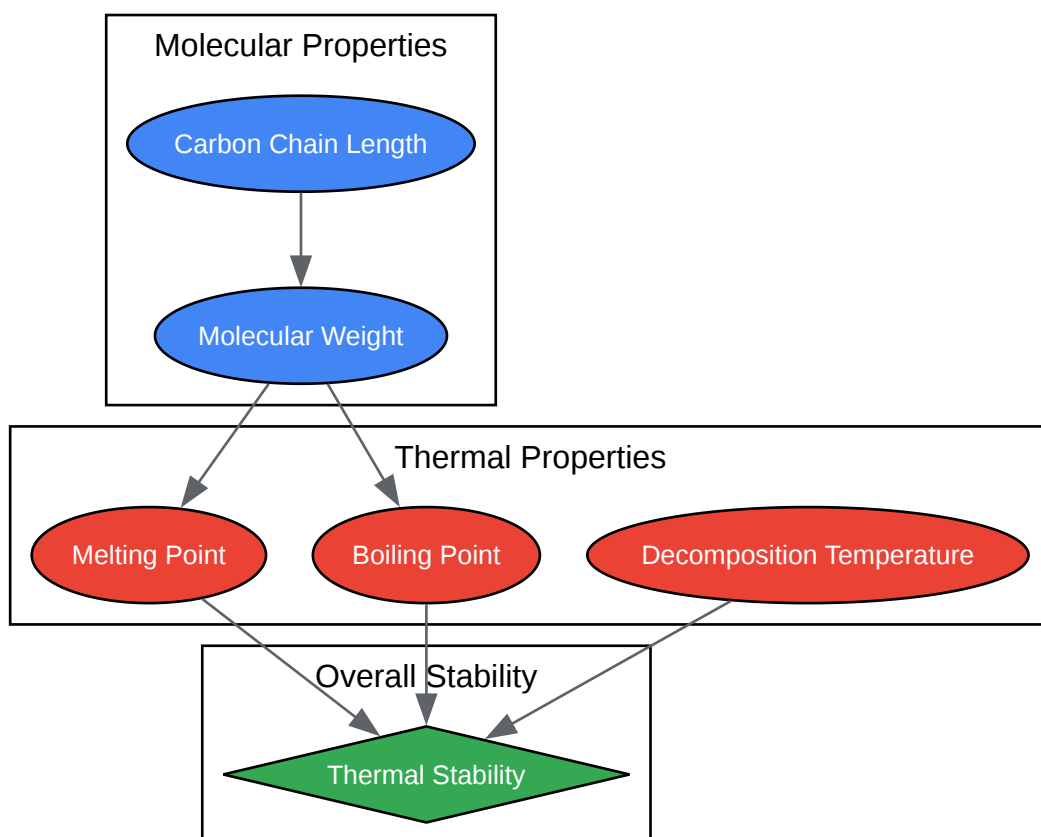 Molecular Properties
Carbon Chain Length
Molecular Weight
Thermal Properties
Melting Point
Boiling Point
Decomposition Temperature
Overall Stability
Thermal Stability